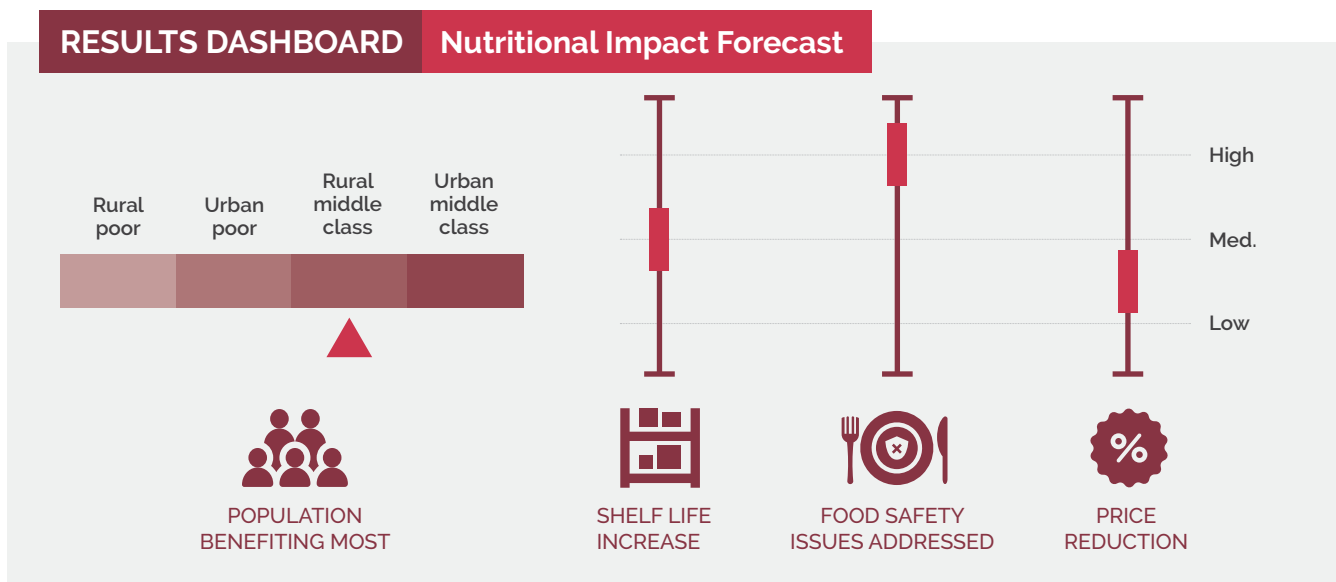 RESULTS DASHBOARD
Nutritional Impact Forecast
Rural
poor
Urban
poor
Rural
middle
class
Urban
middle
class
High
Med.
Low
POPULATION
BENEFITING MOST
SHELF LIFE
INCREASE
FOOD SAFETY
ISSUES ADDRESSED
%
PRICE
REDUCTION